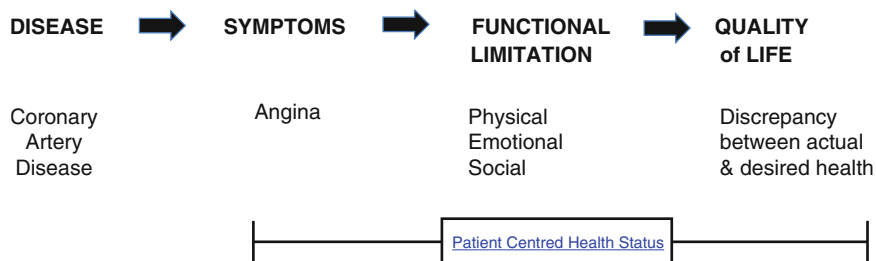 DISEASE SYMPTOMS FUNCTIONAL LIMITATION QUALITY of LIFE
Coronary Artery Disease
Angina
Physical
Emotional
Social
Discrepancy
between actual
& desired health
Patient Centred Health Status